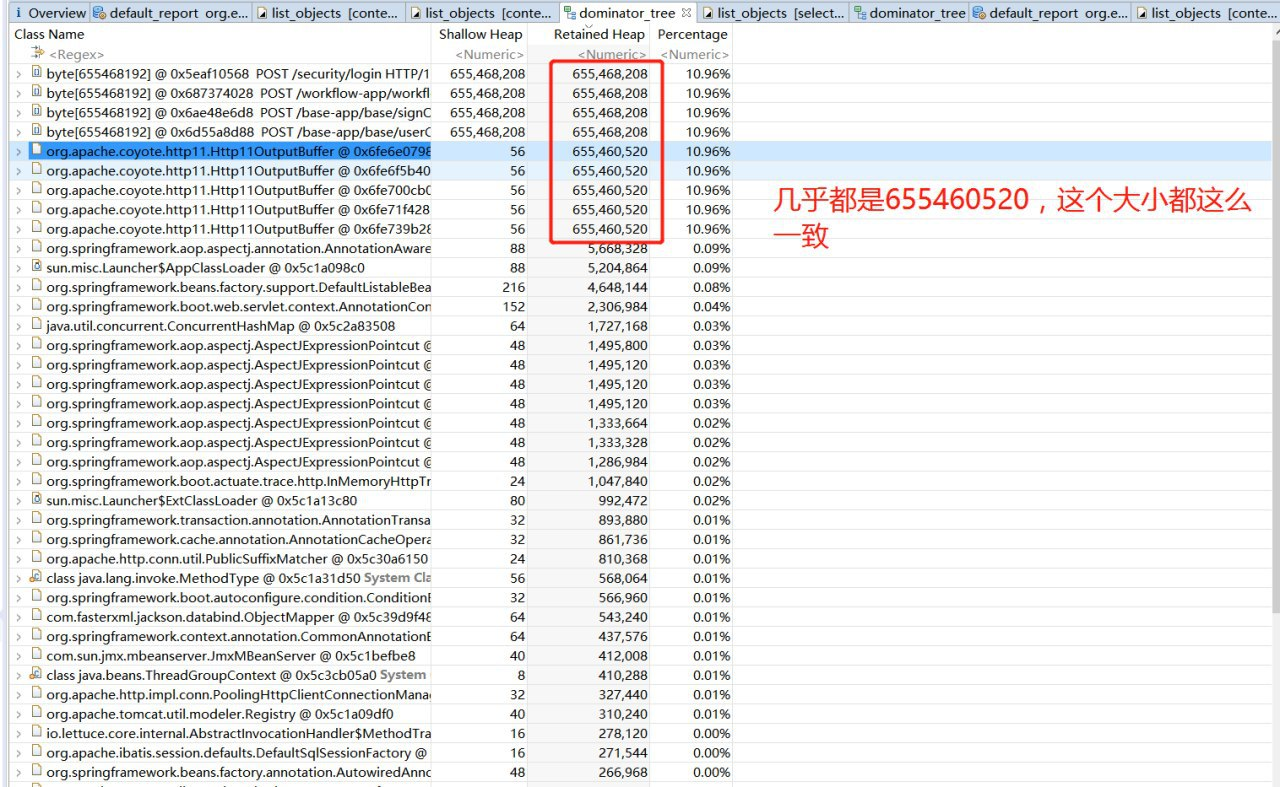 Overview default_report org.e... list_objects [conte... list_objects [conte... dominator_tree list_objects [select... dominator_tree default_report org.e... list_objects [conte...
Class Name Shallow Heap Retained Heap Percentage
<Regex> <Numeric> <Numeric> <Numeric>
byte[655468192] @ 0x5eaf10568 POST /security/login HTTP/1 655,468,208 655,468,208 10.96%
byte[655468192] @ 0x687374028 POST /workflow-app/workfl 655,468,208 655,468,208 10.96%
byte[655468192] @ 0x6ae48e6d8 POST /base-app/base/signC 655,468,208 655,468,208 10.96%
byte[655468192] @ 0x6d55a8d88 POST /base-app/base/userC 655,468,208 655,468,208 10.96%
org.apache.coyote.http11.Http11OutputBuffer @ 0x6fe6e0798 56 655,460,520 10.96%
org.apache.coyote.http11.Http11OutputBuffer @ 0x6fe6f5b40 56 655,460,520 10.96%
org.apache.coyote.http11.Http11OutputBuffer @ 0x6fe700cb0 56 655,460,520 10.96%
org.apache.coyote.http11.Http11OutputBuffer @ 0x6fe71f428 56 655,460,520 10.96%
org.apache.coyote.http11.Http11OutputBuffer @ 0x6fe739b28 56 655,460,520 10.96%
几乎都是655460520，这个大小都这么
一致
org.springframework.aop.aspectj.annotation.AnnotationAware 88 5,668,328 0.09%
sun.misc.Launcher$AppClassLoader @ 0x5c1a098c0 88 5,204,864 0.09%
org.springframework.beans.factory.support.DefaultListableBea 216 4,648,144 0.08%
org.springframework.boot.web.servlet.context.AnnotationCon 152 2,306,984 0.04%
java.util.concurrent.ConcurrentHashMap @ 0x5c2a83508 64 1,727,168 0.03%
org.springframework.aop.aspectj.AspectJExpressionPointcut @ 48 1,495,800 0.03%
org.springframework.aop.aspectj.AspectJExpressionPointcut @ 48 1,495,120 0.03%
org.springframework.aop.aspectj.AspectJExpressionPointcut @ 48 1,495,120 0.03%
org.springframework.aop.aspectj.AspectJExpressionPointcut @ 48 1,495,120 0.03%
org.springframework.aop.aspectj.AspectJExpressionPointcut @ 48 1,333,664 0.02%
org.springframework.aop.aspectj.AspectJExpressionPointcut @ 48 1,333,328 0.02%
org.springframework.aop.aspectj.AspectJExpressionPointcut @ 48 1,286,984 0.02%
org.springframework.boot.actuate.trace.http.InMemoryHttpTr 24 1,047,840 0.02%
sun.misc.Launcher$ExtClassLoader @ 0x5c1a13c80 80 992,472 0.02%
org.springframework.transaction.annotation.AnnotationTransa 32 893,880 0.01%
org.springframework.cache.annotation.AnnotationCacheOpera 32 861,736 0.01%
org.apache.http.conn.util.PublicSuffixMatcher @ 0x5c30a6150 24 810,368 0.01%
class java.lang.invoke.MethodType @ 0x5c1a31d50 System Cla 56 568,064 0.01%
org.springframework.boot.autoconfigure.condition.ConditionE 32 566,960 0.01%
com.fasterxml.jackson.databind.ObjectMapper @ 0x5c39d9f48 64 543,240 0.01%
org.springframework.context.annotation.CommonAnnotationB 64 437,576 0.01%
com.sun.jmx.mbeanserver.JmxMBeanServer @ 0x5c1befbe8 40 412,008 0.01%
class java.beans.ThreadGroupContext @ 0x5c3cb05a0 System 8 410,288 0.01%
org.apache.http.impl.conn.PoolingHttpClientConnectionMana 32 327,440 0.01%
org.apache.tomcat.util.modeler.Registry @ 0x5c1a09df0 40 310,240 0.01%
io.lettuce.core.internal.AbstractInvocationHandler$MethodTra 16 278,120 0.00%
org.apache.ibatis.session.defaults.DefaultSqlSessionFactory @ 16 271,544 0.00%
org.springframework.beans.factory.annotation.AutowiredAnno 48 266,968 0.00%